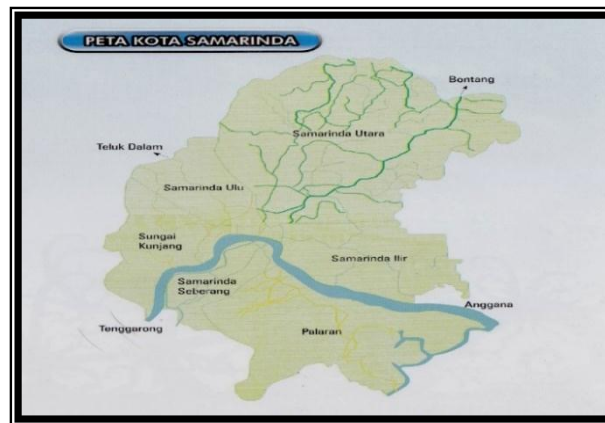 PETA KOTA SAMARINDA
Bontang
Samarinda Utara
Teluk Dalam
Samarinda Ulu
Sungai
Kunjang
Samarinda Ilir
Samarinda
Seberang
Anggana
Tenggarong
Palaran